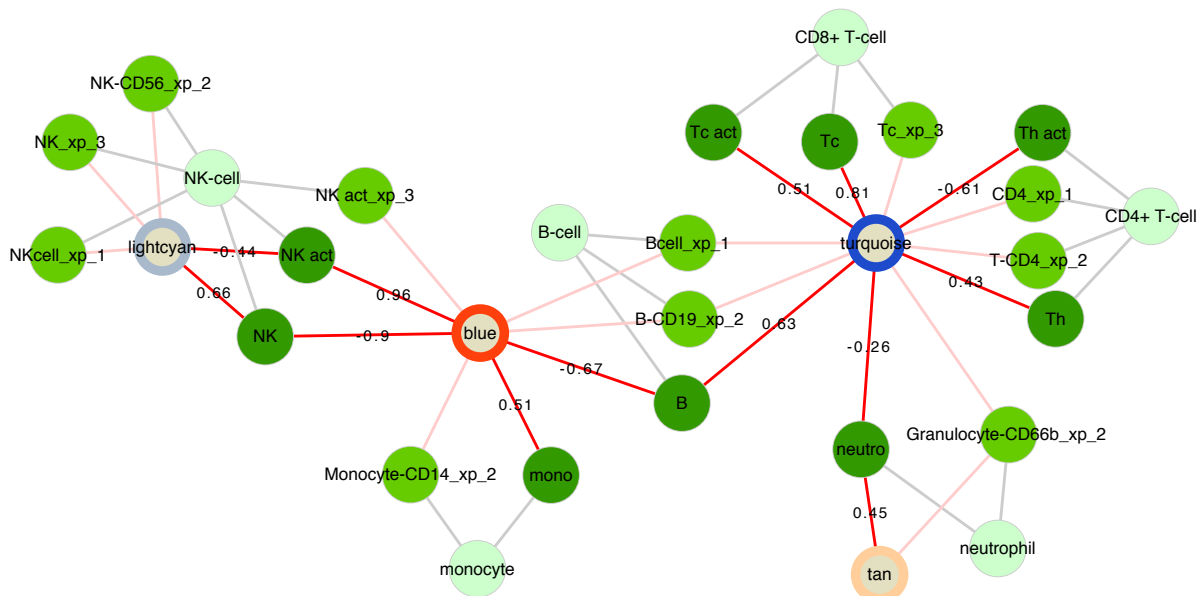 CD8+ T-cell
NK-CD56_xp_2
Tc act
Tc
Tc_xp_3
Th act
NK_xp_3
NK-cell
NK act_xp_3
0.51
0.81
-0.61
CD4_xp_1
CD4+ T-cell
B-cell
Bcell_xp_1
turquoise
lightcyan
-0.44
NK act
NKcell_xp_1
T-CD4_xp_2
0.43
0.66
0.96
B-CD19_xp_2
Th
NK
-0.9
blue
0.63
-0.26
-0.67
B
0.51
neutro
Granulocyte-CD66b_xp_2
Monocyte-CD14_xp_2
mono
0.45
monocyte
neutrophil
tan